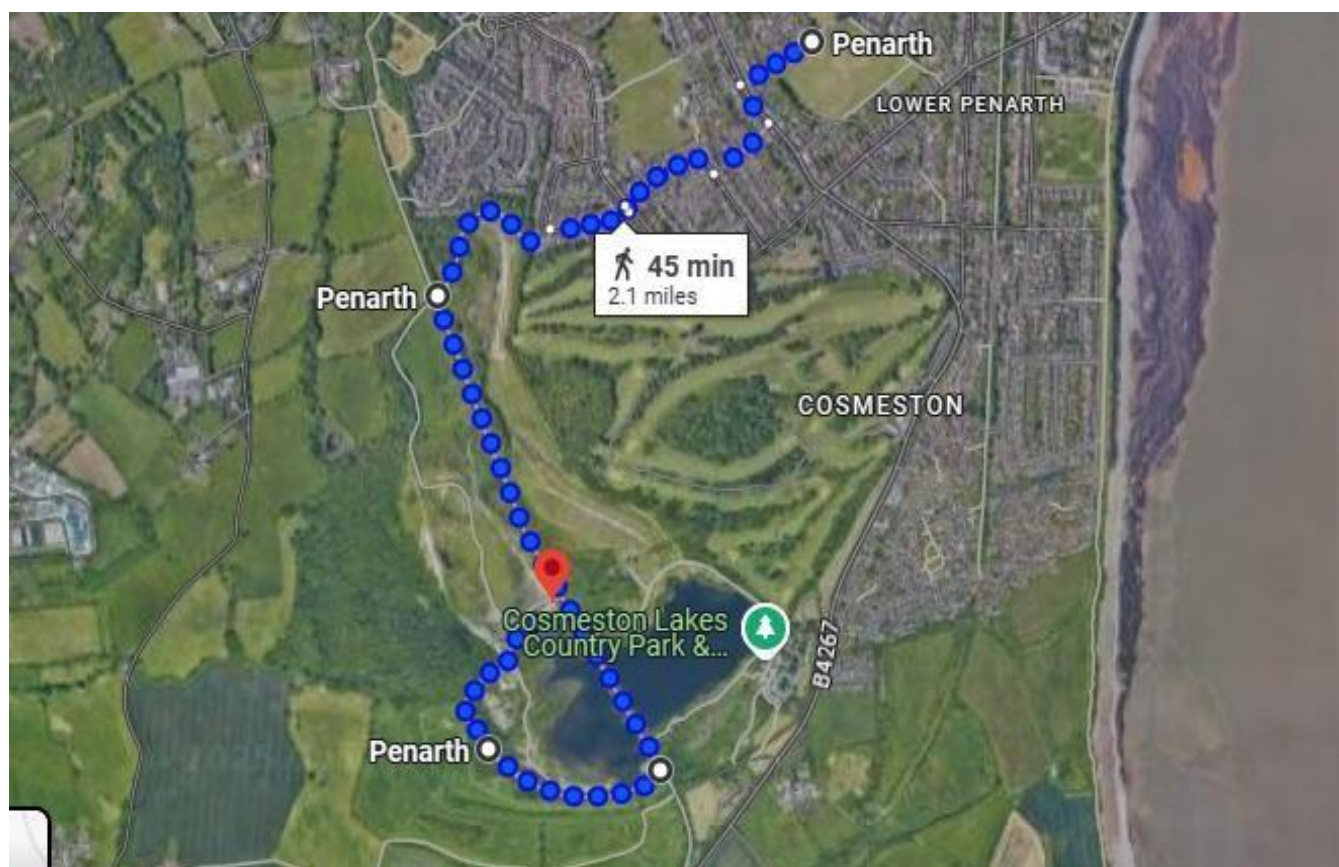 Penarth
LOWER PENARTH
45 min
2.1 miles
Penarth
COSMESTON
Cosmeston Lakes
Country Park &...
B4267
Penarth